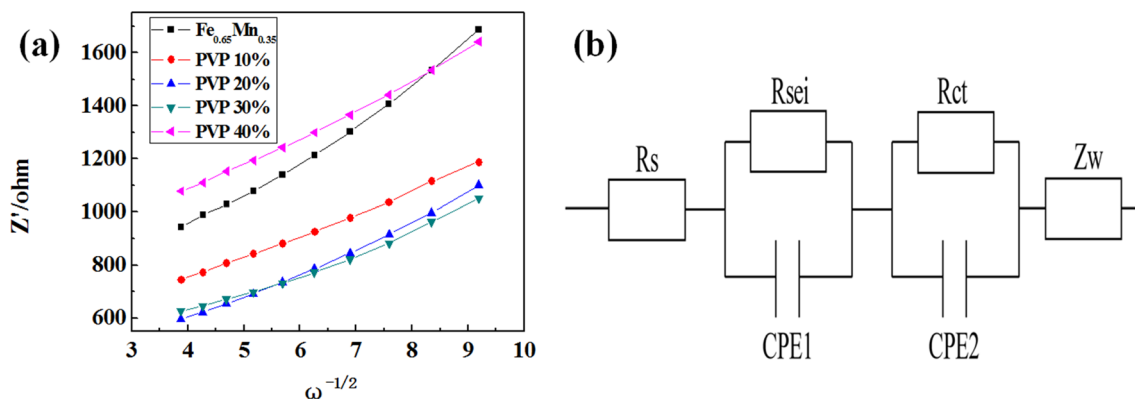 (a)
Fe0.65Mn0.35
PVP 10%
PVP 20%
PVP 30%
PVP 40%
Z'/ohm
1600
1400
1200
1000
800
600
3 4 5 6 7 8 9 10
ω-1/2
(b)
Rs
Rsei
CPE1
Rct
CPE2
Zw